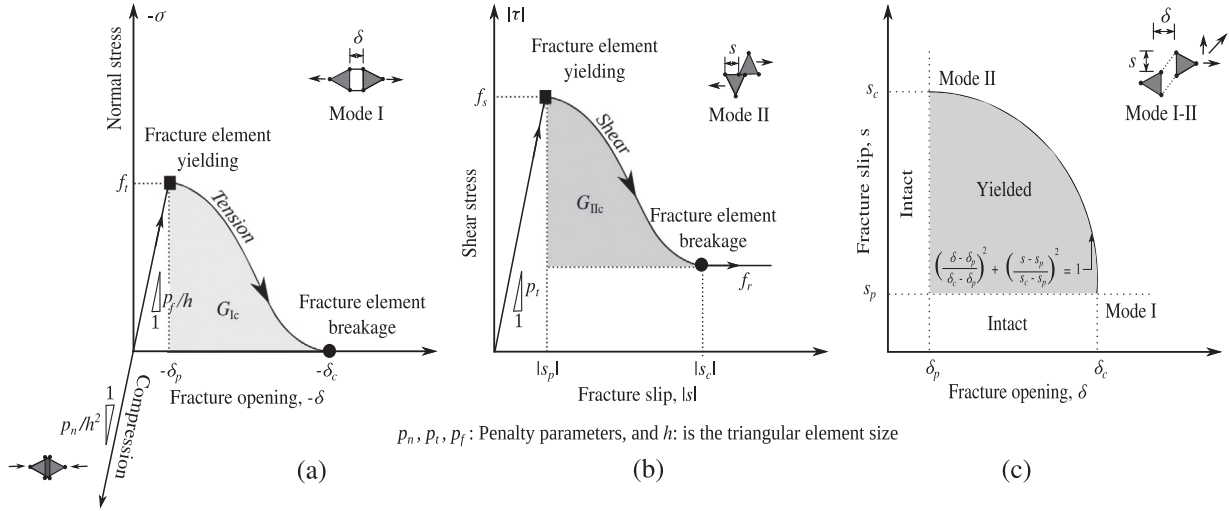 -σ
Normal stress
δ
Mode I
Fracture element
yielding
f_t
Tension
p_f/h
1
G_Ic
Fracture element
breakage
-δ_p
-δ_c
Fracture opening, -δ
Compression
1
p_n/h²
(a)
|τ|
Shear stress
Fracture element
yielding
s
Mode II
f_s
Shear
G_IIc
Fracture element
breakage
p_t
1
f_r
|s_p|
|s_c|
Fracture slip, |s|
(b)
δ
s
Mode I-II
Mode II
s_c
Fracture slip, s
Intact
Yielded
((δ - δ_p)/(δ_c - δ_p))² + ((s - s_p)/(s_c - s_p))² = 1
s_p
Mode I
Intact
δ_p
δ_c
Fracture opening, δ
(c)
p_n, p_t, p_f : Penalty parameters, and h: is the triangular element size